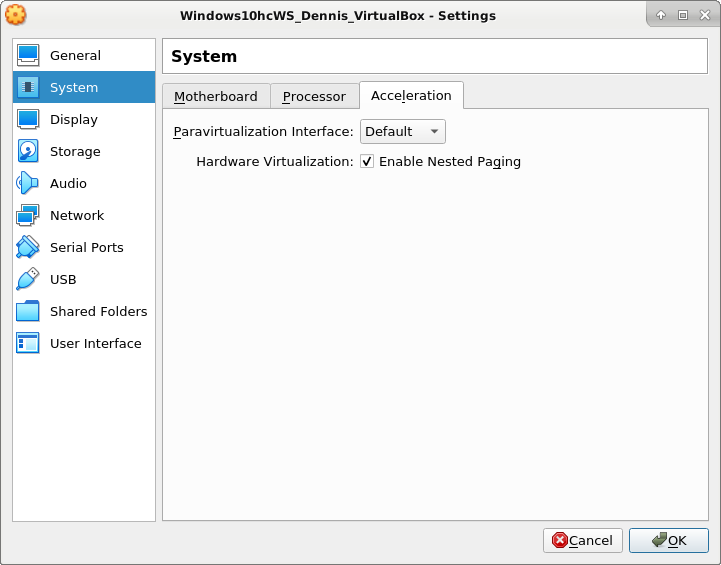 Windows10hcWS_Dennis_VirtualBox - Settings
General
System
Display
Storage
Audio
Network
Serial Ports
USB
Shared Folders
User Interface
System
Motherboard Processor Acceleration
Paravirtualization Interface: Default
Hardware Virtualization: Enable Nested Paging
Cancel OK